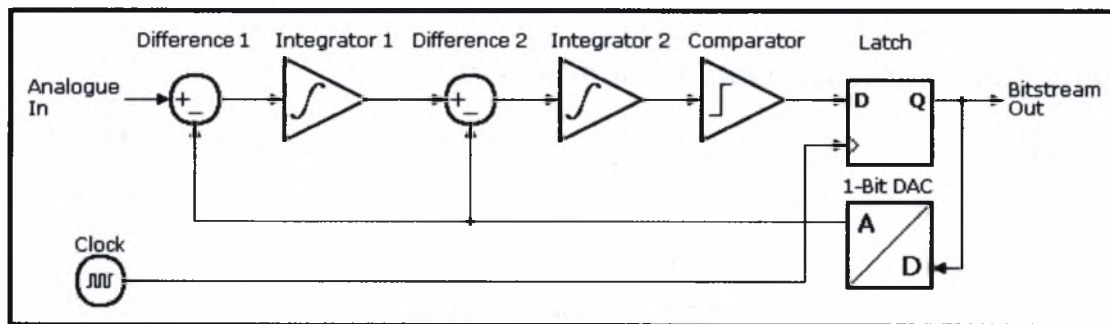 Difference 1
Integrator 1
Difference 2
Integrator 2
Comparator
Latch
Analogue
In
+
−
+
−
D
Q
Bitstream
Out
1-Bit DAC
A
D
Clock